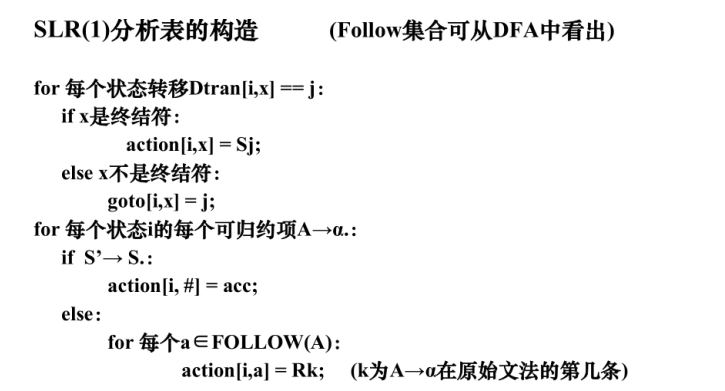 SLR(1)分析表的构造 (Follow集合可从DFA中看出)
for 每个状态转移Dtran[i,x] == j:
if x是终结符:
action[i,x] = Sj;
else x不是终结符:
goto[i,x] = j;
for 每个状态i的每个可归约项A→α.:
if S’→ S.:
action[i, #] = acc;
else:
for 每个a∈FOLLOW(A):
action[i,a] = Rk; (k为A→α在原始文法的第几条)